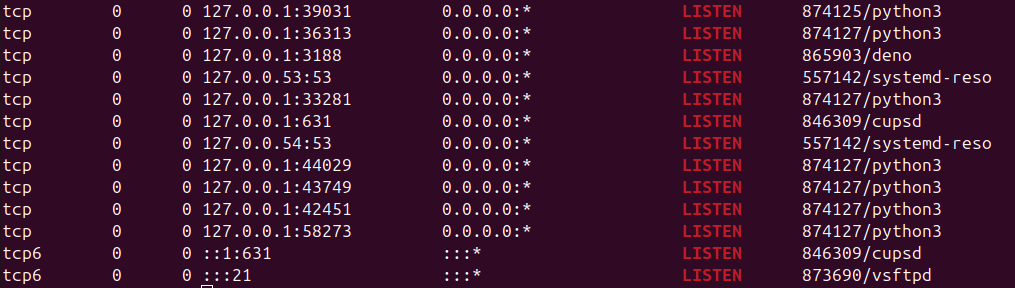 tcp 0 0 127.0.0.1:39031 0.0.0.0:* LISTEN 874125/python3
tcp 0 0 127.0.0.1:36313 0.0.0.0:* LISTEN 874127/python3
tcp 0 0 127.0.0.1:3188 0.0.0.0:* LISTEN 865903/deno
tcp 0 0 127.0.0.53:53 0.0.0.0:* LISTEN 557142/systemd-reso
tcp 0 0 127.0.0.1:33281 0.0.0.0:* LISTEN 874127/python3
tcp 0 0 127.0.0.1:631 0.0.0.0:* LISTEN 846309/cupsd
tcp 0 0 127.0.0.54:53 0.0.0.0:* LISTEN 557142/systemd-reso
tcp 0 0 127.0.0.1:44029 0.0.0.0:* LISTEN 874127/python3
tcp 0 0 127.0.0.1:43749 0.0.0.0:* LISTEN 874127/python3
tcp 0 0 127.0.0.1:42451 0.0.0.0:* LISTEN 874127/python3
tcp 0 0 127.0.0.1:58273 0.0.0.0:* LISTEN 874127/python3
tcp6 0 0 ::1:631 :::* LISTEN 846309/cupsd
tcp6 0 0 :::21 :::* LISTEN 873690/vsftpd